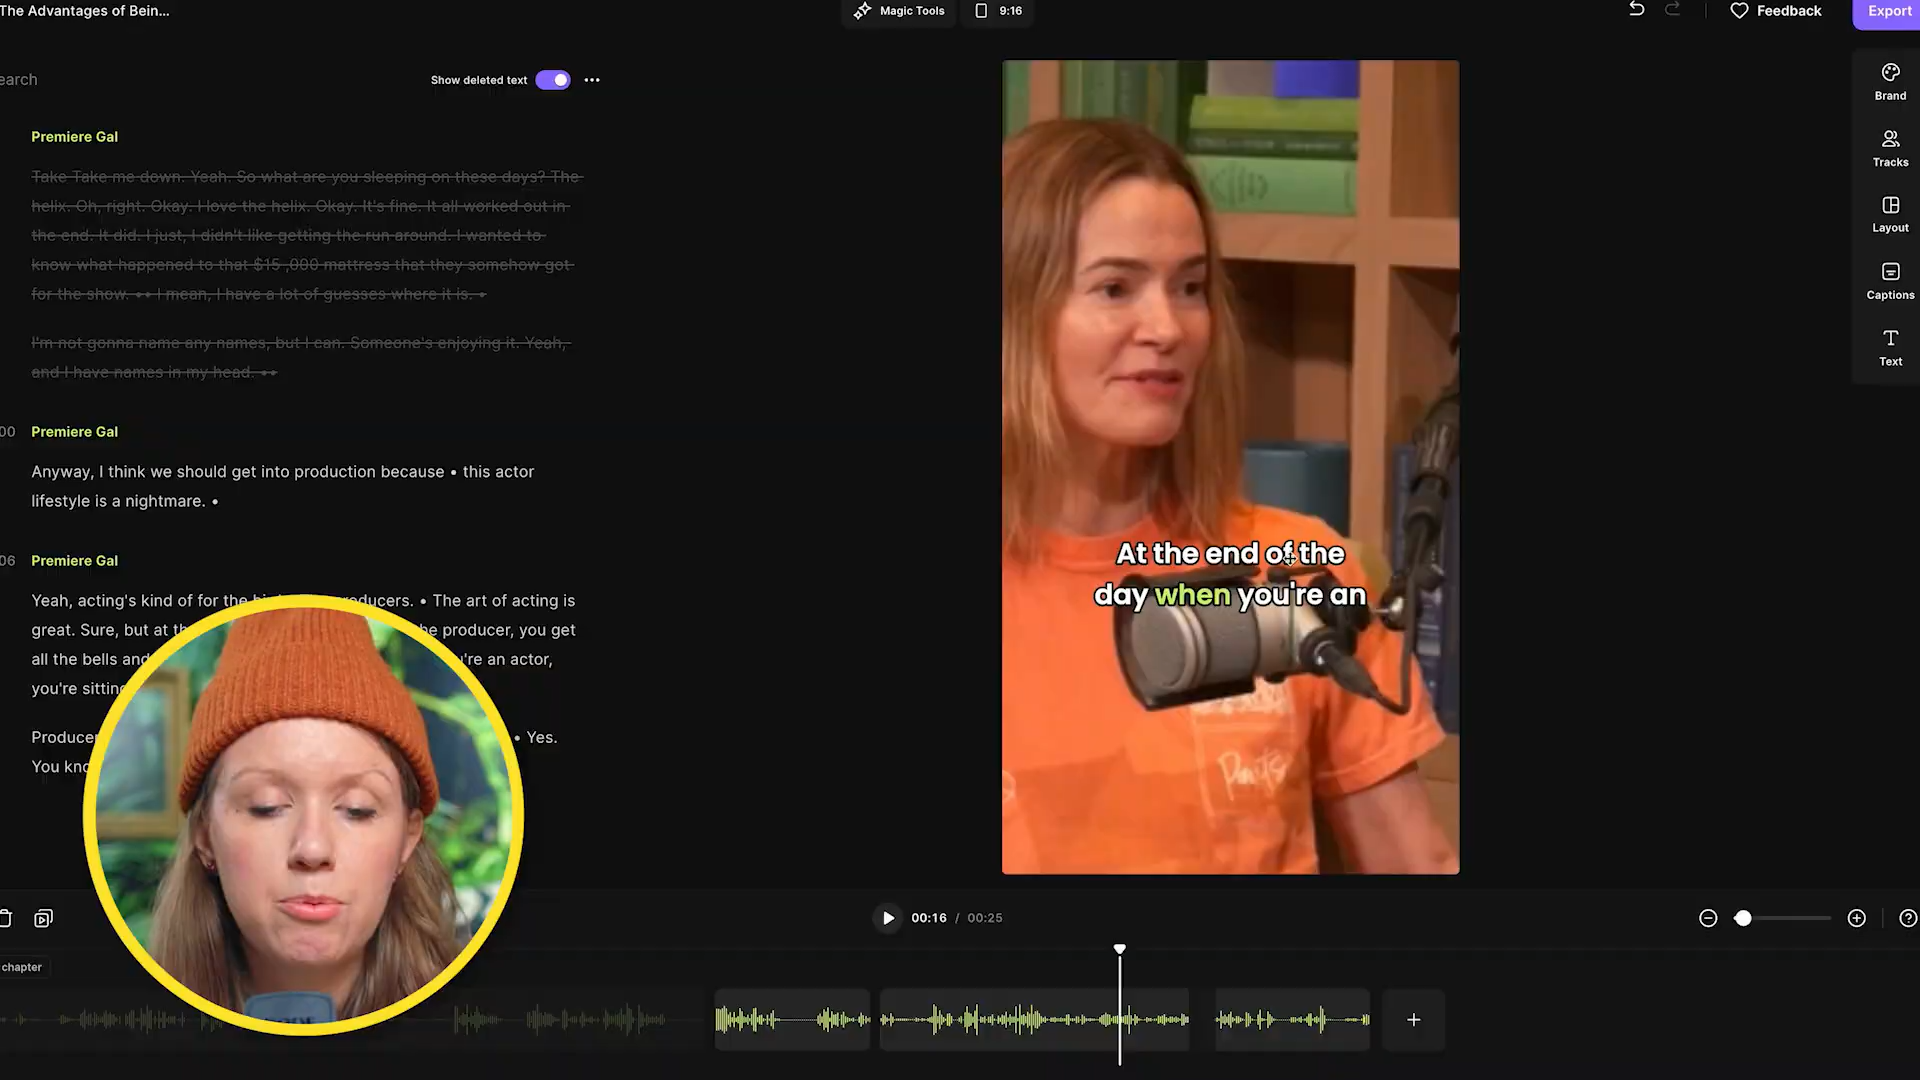 The Advantages of Bein...
Magic Tools
9:16
Feedback
Export
earch
Show deleted text
Premiere Gal
Take Take me down. Yeah. So what are you sleeping on these days? The
helix. Oh, right. Okay. I love the helix. Okay. It's fine. It all worked out in
the end. It did. I just, I didn't like getting the run around. I wanted to
know what happened to that $15 ,000 mattress that they somehow got
for the show. •• I mean, I have a lot of guesses where it is. •
I'm not gonna name any names, but I can. Someone's enjoying it. Yeah,
and I have names in my head. ••
00 Premiere Gal
Anyway, I think we should get into production because • this actor
lifestyle is a nightmare. •
06 Premiere Gal
Yeah, acting's kind of for the ducers. • The art of acting is
great. Sure, but at th he producer, you get
all the bells and 're an actor,
you're sitting
Producer • Yes.
You kno
At the end of the
day when you're an
Brand
Tracks
Layout
Captions
Text
00:16 / 00:25
chapter